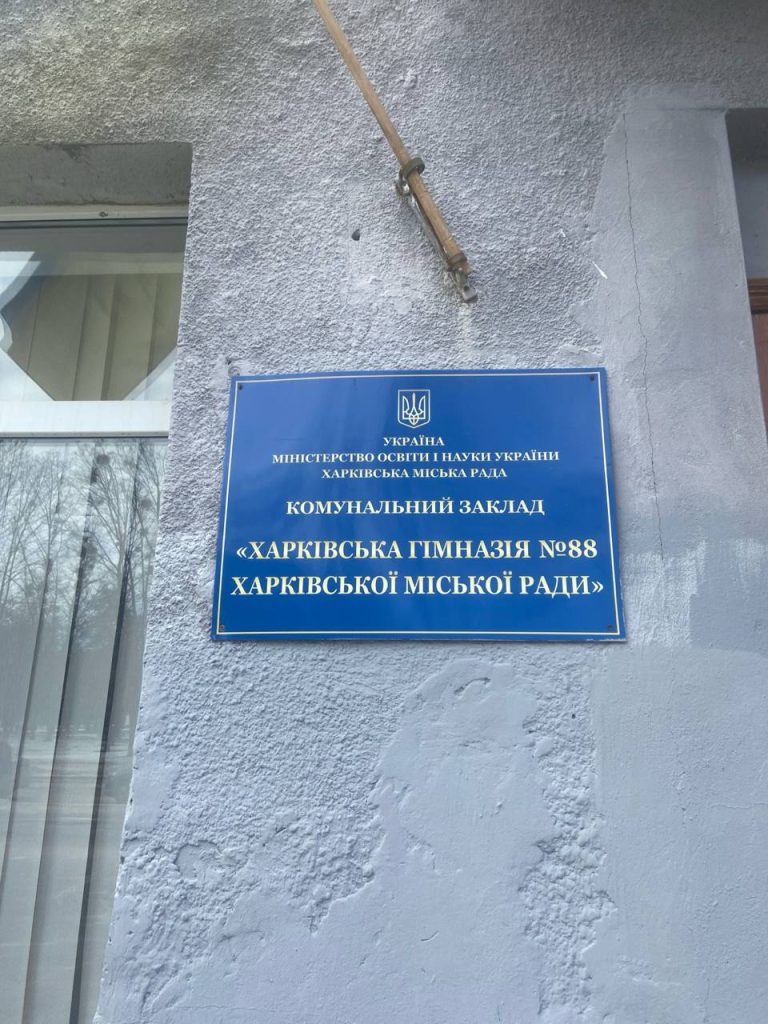 УКРАЇНА
МІНІСТЕРСТВО ОСВІТИ І НАУКИ УКРАЇНИ
ХАРКІВСЬКА МІСЬКА РАДА
КОМУНАЛЬНИЙ ЗАКЛАД
«ХАРКІВСЬКА ГІМНАЗІЯ №88
ХАРКІВСЬКОЇ МІСЬКОЇ РАДИ»